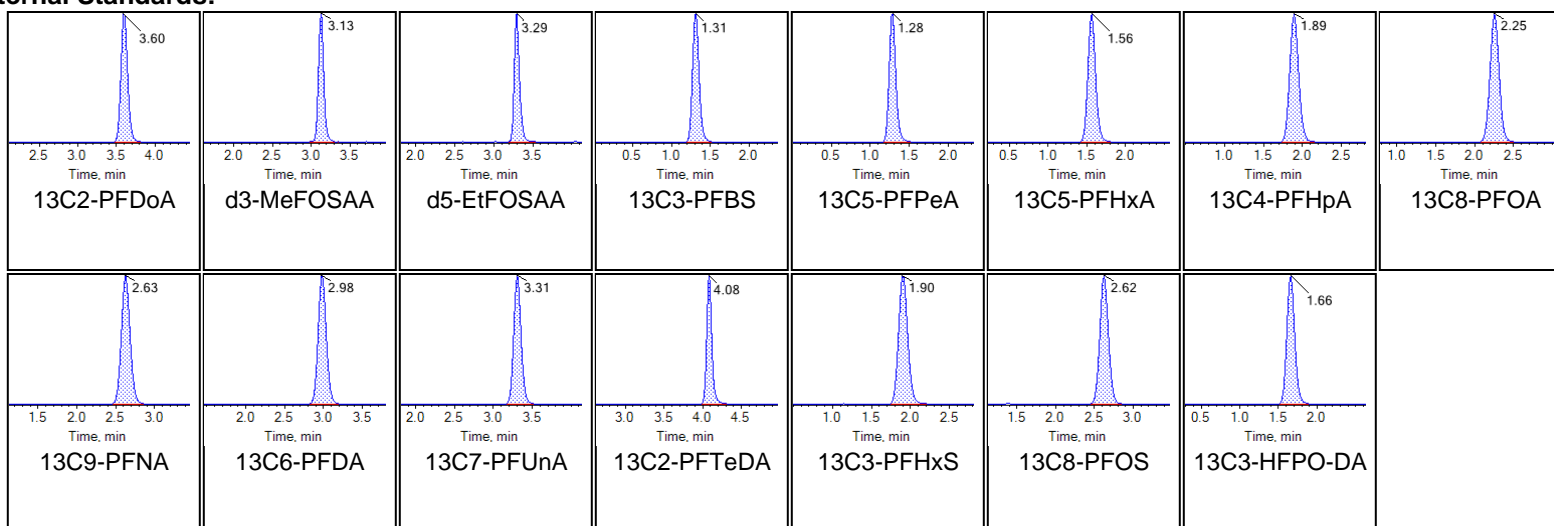 ternal Standards:
3.60 3.13 3.29 1.31 1.28 1.56 1.89 2.25
2.5 3.0 3.5 4.0 2.0 2.5 3.0 3.5 2.0 2.5 3.0 3.5 0.5 1.0 1.5 2.0 0.5 1.0 1.5 2.0 0.5 1.0 1.5 2.0 1.0 1.5 2.0 2.5 1.0 1.5 2.0 2.5
Time, min Time, min Time, min Time, min Time, min Time, min Time, min Time, min
13C2-PFDoA d3-MeFOSAA d5-EtFOSAA 13C3-PFBS 13C5-PFPeA 13C5-PFHxA 13C4-PFHpA 13C8-PFOA
2.63 2.98 3.31 4.08 1.90 2.62 1.66
1.5 2.0 2.5 3.0 2.0 2.5 3.0 3.5 2.0 2.5 3.0 3.5 3.0 3.5 4.0 4.5 1.0 1.5 2.0 2.5 1.5 2.0 2.5 3.0 0.5 1.0 1.5 2.0
Time, min Time, min Time, min Time, min Time, min Time, min Time, min
13C9-PFNA 13C6-PFDA 13C7-PFUnA 13C2-PFTeDA 13C3-PFHxS 13C8-PFOS 13C3-HFPO-DA